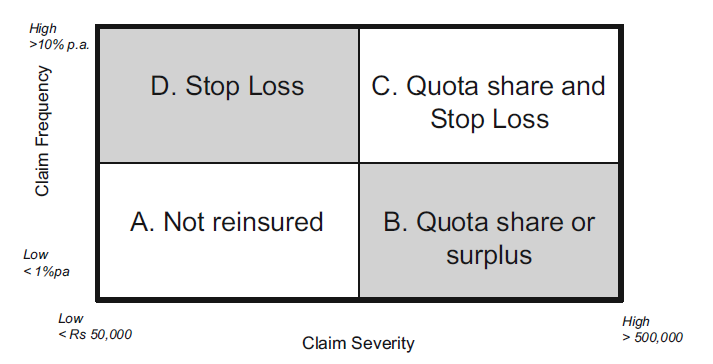 High
>10% p.a.
Claim Frequency
D. Stop Loss
C. Quota share and
Stop Loss
A. Not reinsured
B. Quota share or
surplus
Low
< 1%pa
Low
< Rs 50,000
Claim Severity
High
> 500,000